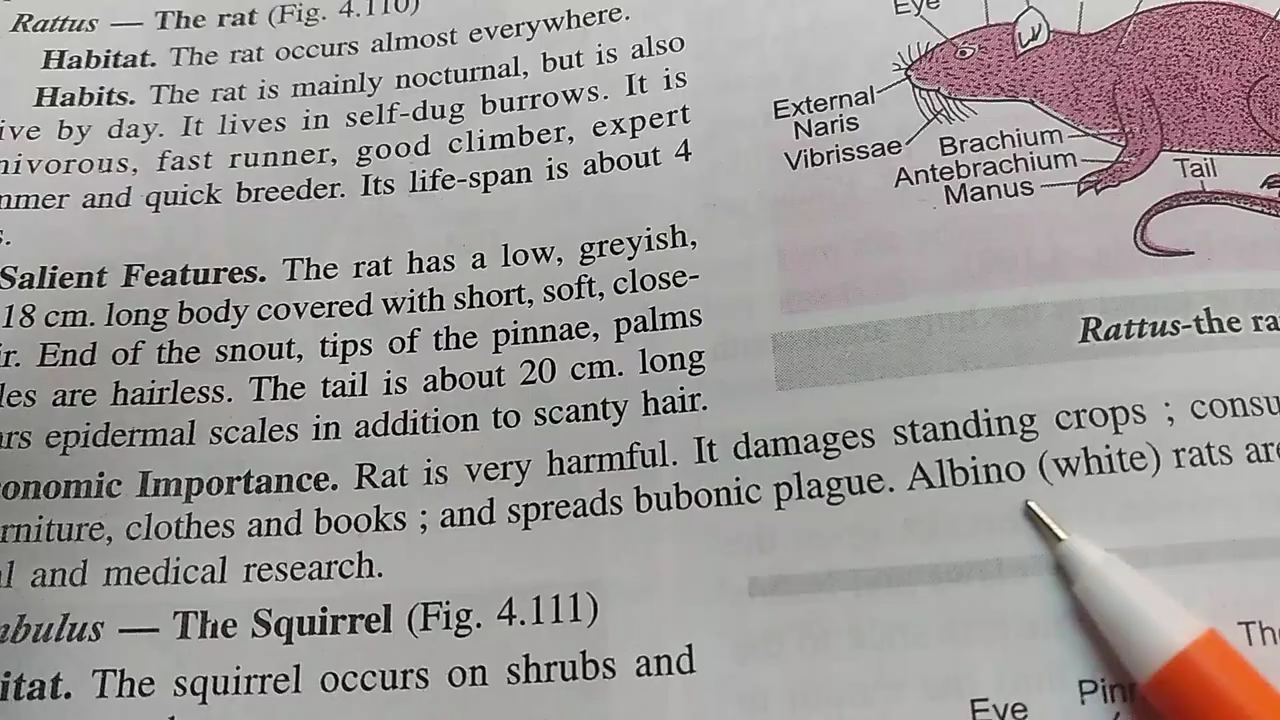 Rattus — The rat (Fig. 4.110)
Habitat. The rat occurs almost everywhere.
Habits. The rat is mainly nocturnal, but is also
ive by day. It lives in self-dug burrows. It is
nivorous, fast runner, good climber, expert
mmer and quick breeder. Its life-span is about 4
s.
Salient Features. The rat has a low, greyish,
18 cm. long body covered with short, soft, close-
ir. End of the snout, tips of the pinnae, palms
les are hairless. The tail is about 20 cm. long
ars epidermal scales in addition to scanty hair.
onomic Importance. Rat is very harmful. It damages standing crops ; consu
rniture, clothes and books ; and spreads bubonic plague. Albino (white) rats are
l and medical research.
bulus — The Squirrel (Fig. 4.111)
itat. The squirrel occurs on shrubs and
Eye
External
Naris
Vibrissae
Brachium
Antebrachium
Manus
Tail
Rattus-the ra
Tho
Pinn
Eye